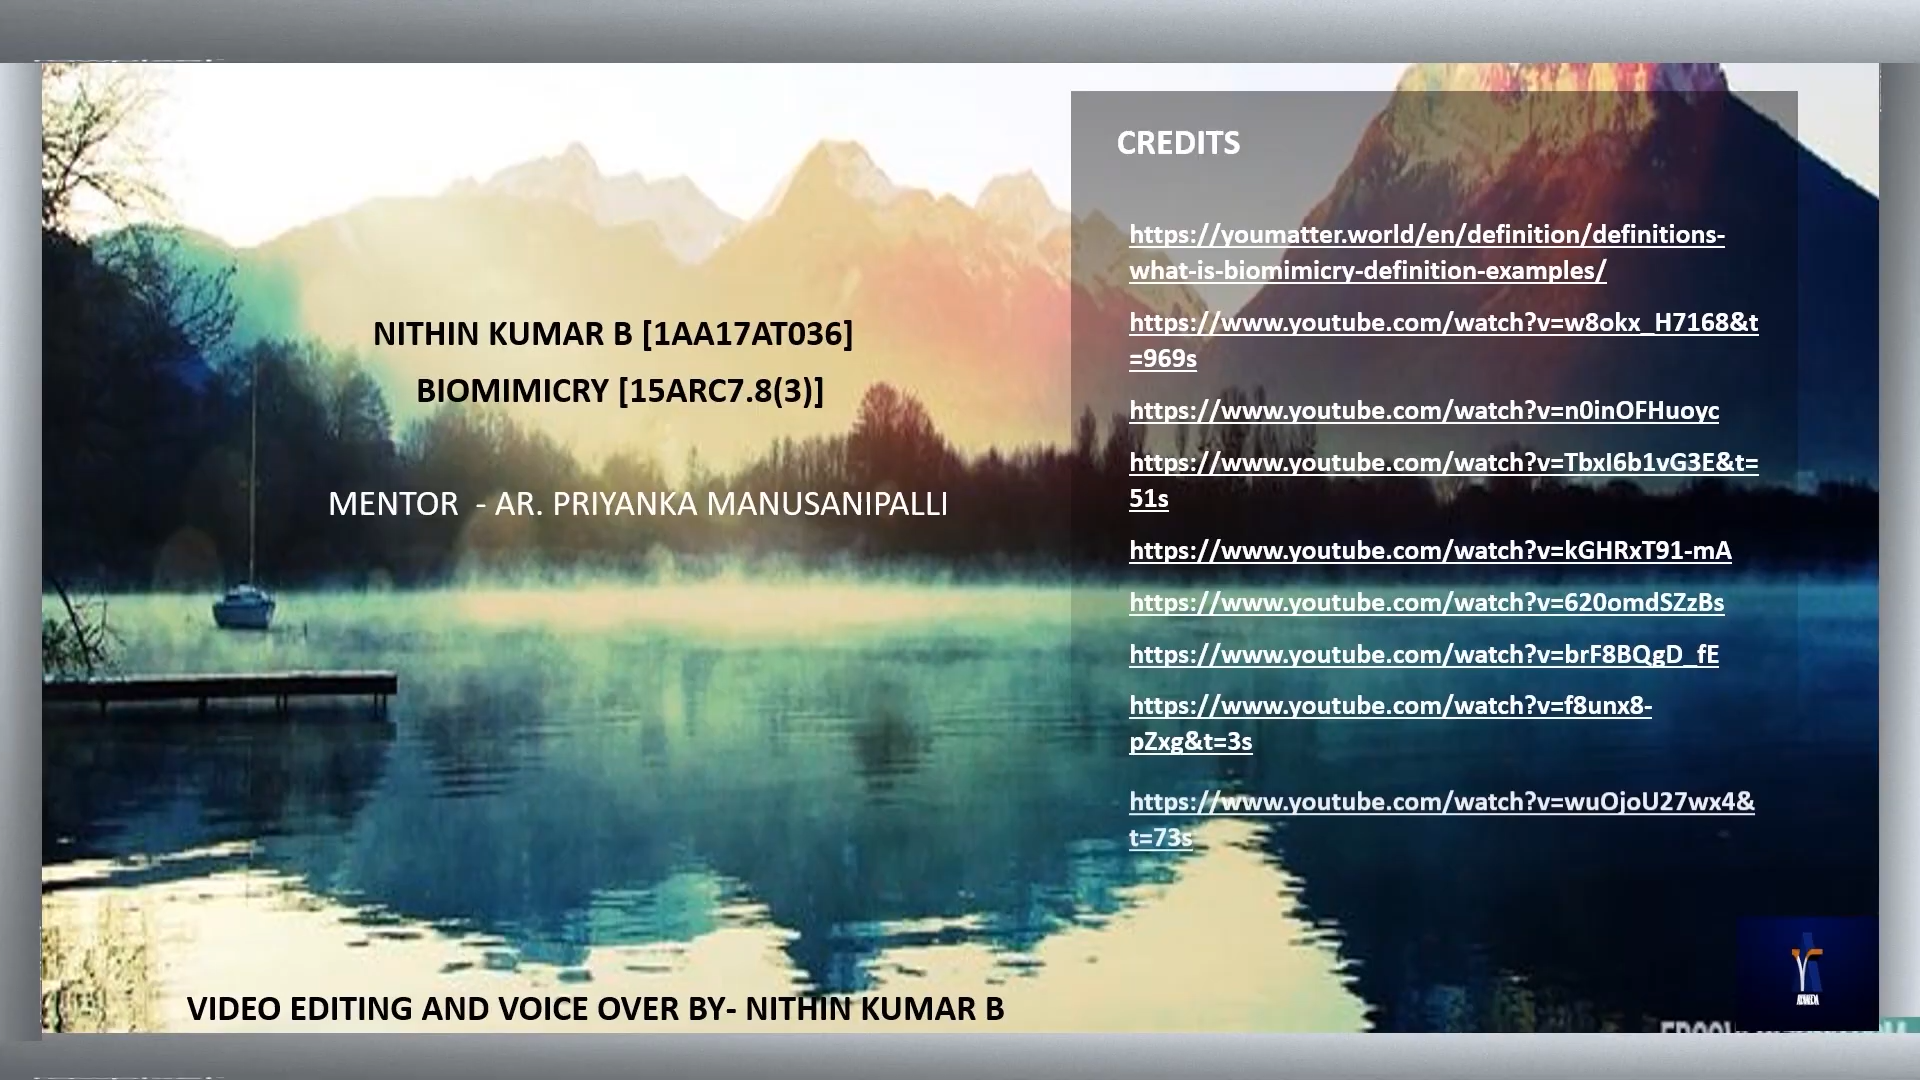 NITHIN KUMAR B [1AA17AT036]
BIOMIMICRY [15ARC7.8(3)]
MENTOR - AR. PRIYANKA MANUSANIPALLI
VIDEO EDITING AND VOICE OVER BY- NITHIN KUMAR B
CREDITS
https://youmatter.world/en/definition/definitions-
what-is-biomimicry-definition-examples/
https://www.youtube.com/watch?v=w8okx_H7168&t
=969s
https://www.youtube.com/watch?v=n0inOFHuoyc
https://www.youtube.com/watch?v=TbxI6b1vG3E&t=
51s
https://www.youtube.com/watch?v=kGHRxT91-mA
https://www.youtube.com/watch?v=620omdSZzBs
https://www.youtube.com/watch?v=brF8BQgD_fE
https://www.youtube.com/watch?v=f8unx8-
pZxg&t=3s
https://www.youtube.com/watch?v=wuOjoU27wx4&
t=73s